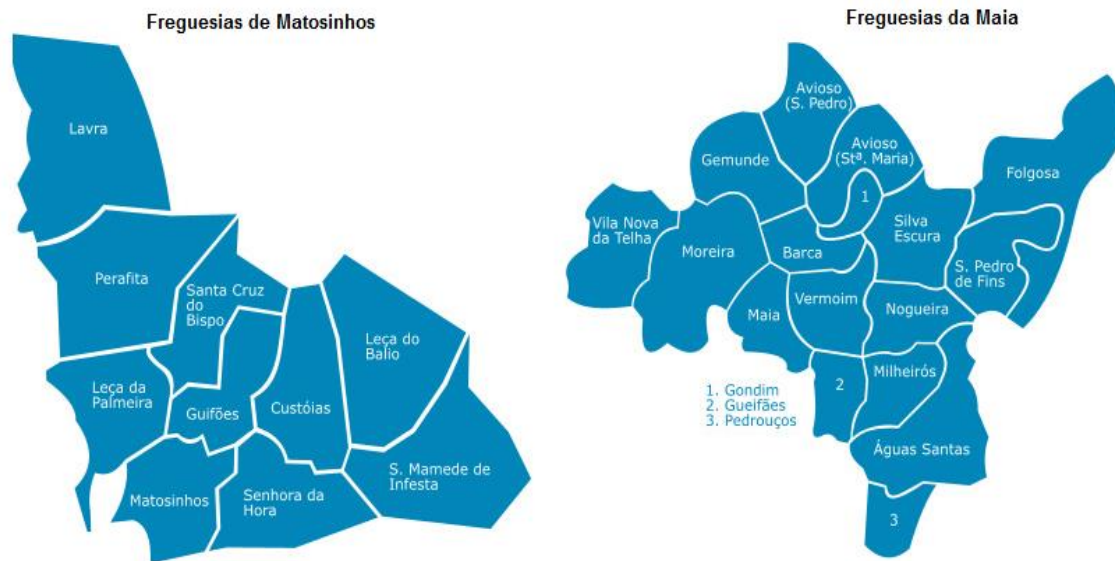 Freguesias de Matosinhos
Lavra
Perafita
Santa Cruz
do
Bispo
Leça do
Balio
Leça da
Palmeira
Guifões
Custóias
S. Mamede de
Infesta
Matosinhos
Senhora da
Hora
Freguesias da Maia
Avioso
(S. Pedro)
Avioso
(Stª. Maria)
Gemunde
Folgosa
1
Vila Nova
da Telha
Moreira
Barca
Silva
Escura
S. Pedro
de Fins
Maia
Vermoim
Nogueira
Milheirós
2
1. Gondim
2. Gueifães
3. Pedrouços
Águas Santas
3